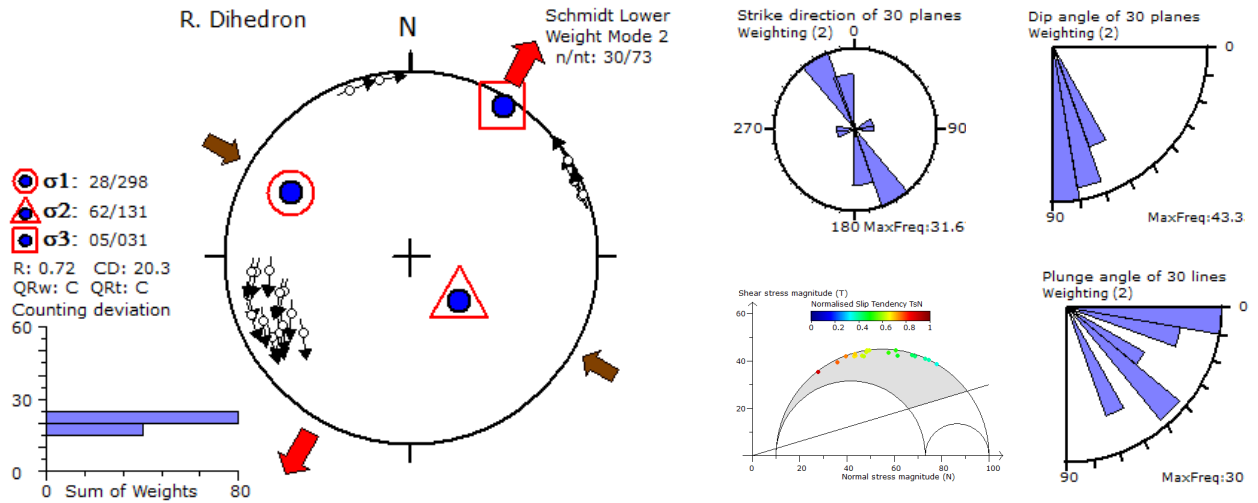 R. Dihedron
N
Schmidt Lower
Weight Mode 2
n/nt: 30/73
σ1: 28/298
σ2: 62/131
σ3: 05/031
R: 0.72 CD: 20.3
QRw: C QRt: C
Counting deviation
60
30
0
0 Sum of Weights 80
Strike direction of 30 planes
Weighting (2)
0
270
90
180 MaxFreq:31.6
Dip angle of 30 planes
Weighting (2)
0
90
MaxFreq:43.3
Shear stress magnitude (T)
Normalised Slip Tendency TsN
0 0.2 0.4 0.6 0.8 1
60
40
20
20 40 60 80 100
Normal stress magnitude (N)
Plunge angle of 30 lines
Weighting (2)
0
90
MaxFreq:30